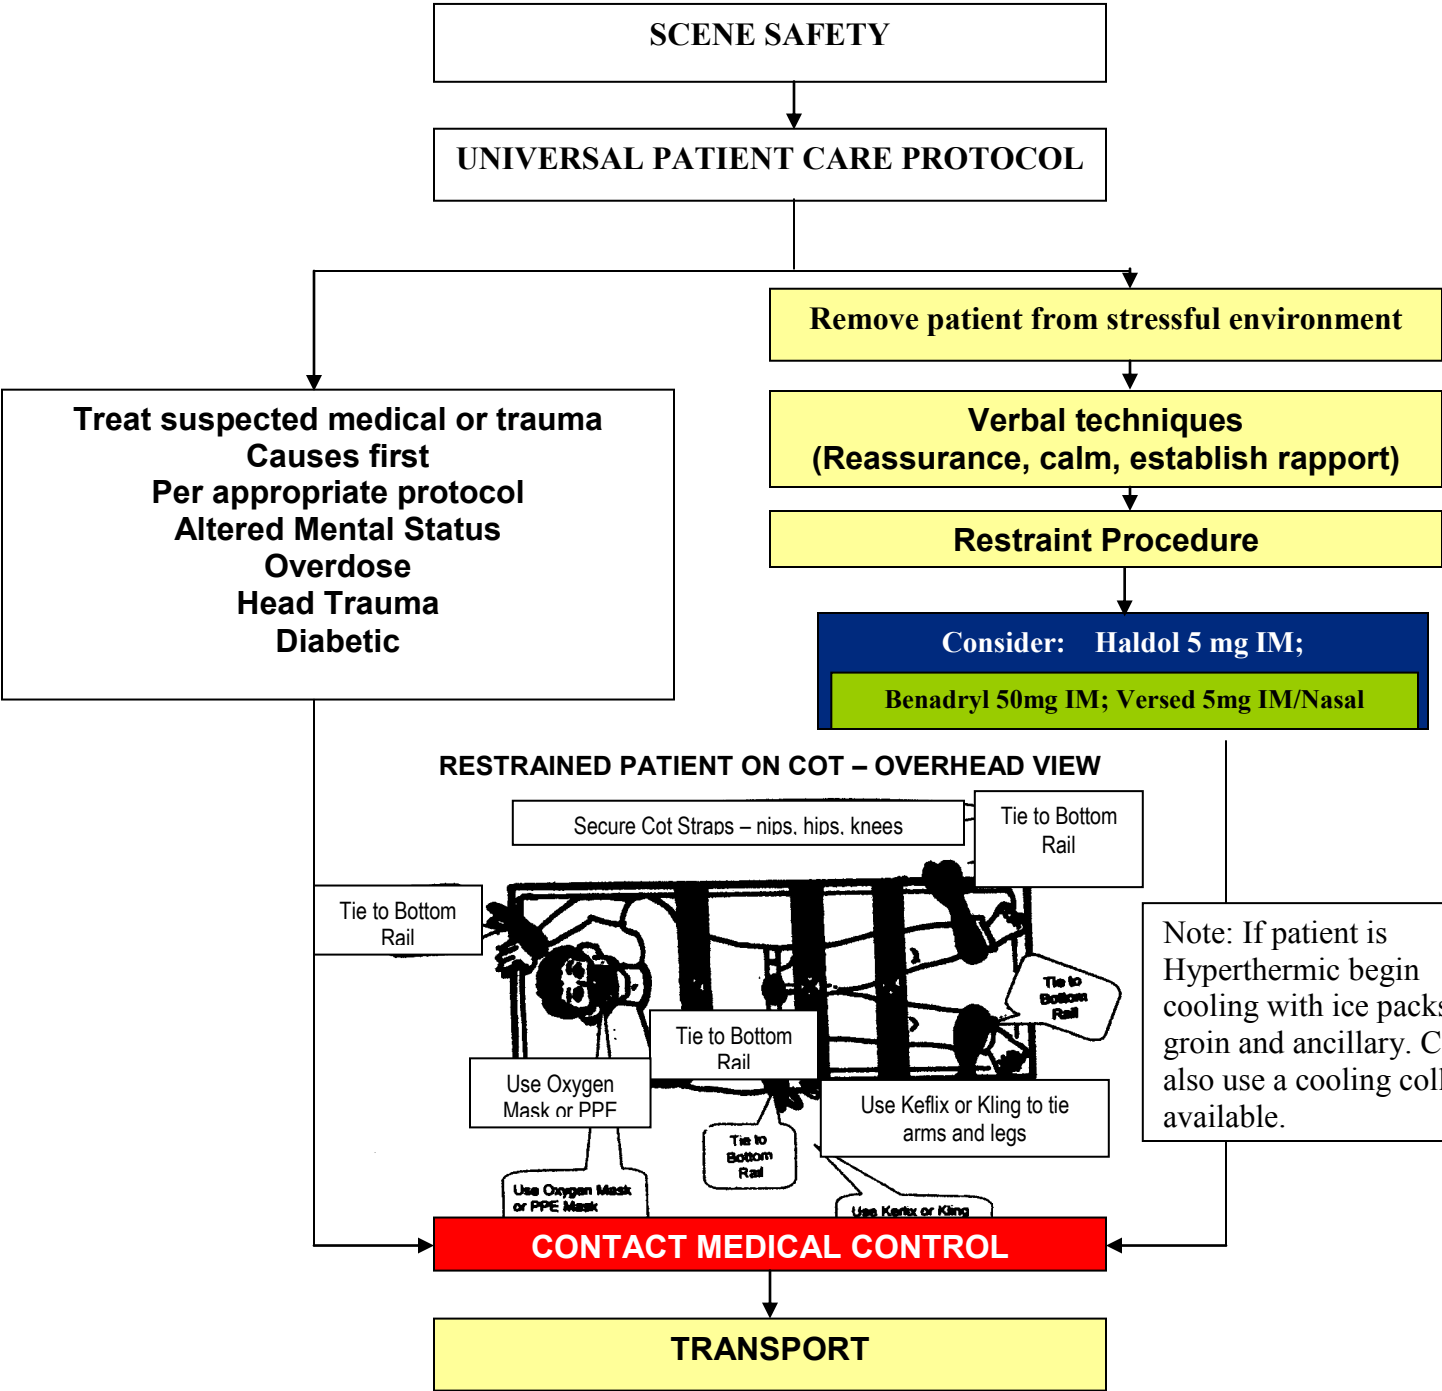 SCENE SAFETY
UNIVERSAL PATIENT CARE PROTOCOL
Remove patient from stressful environment
Treat suspected medical or trauma
Causes first
Per appropriate protocol
Altered Mental Status
Overdose
Head Trauma
Diabetic
Verbal techniques
(Reassurance, calm, establish rapport)
Restraint Procedure
Consider: Haldol 5 mg IM;
Benadryl 50mg IM; Versed 5mg IM/Nasal
RESTRAINED PATIENT ON COT – OVERHEAD VIEW
Secure Cot Straps – nips, hips, knees
Tie to Bottom
Rail
Tie to Bottom
Rail
Note: If patient is
Hyperthermic begin
cooling with ice packs
groin and ancillary. C
also use a cooling coll
available.
Tie to
Bottom
Rail
Tie to Bottom
Rail
Use Oxygen
Mask or PPE
Use Keflix or Kling to tie
arms and legs
Tie to
Bottom
Rail
Use Oxygen Mask
or PPE Mask
Use Kerlix or Kling
CONTACT MEDICAL CONTROL
TRANSPORT